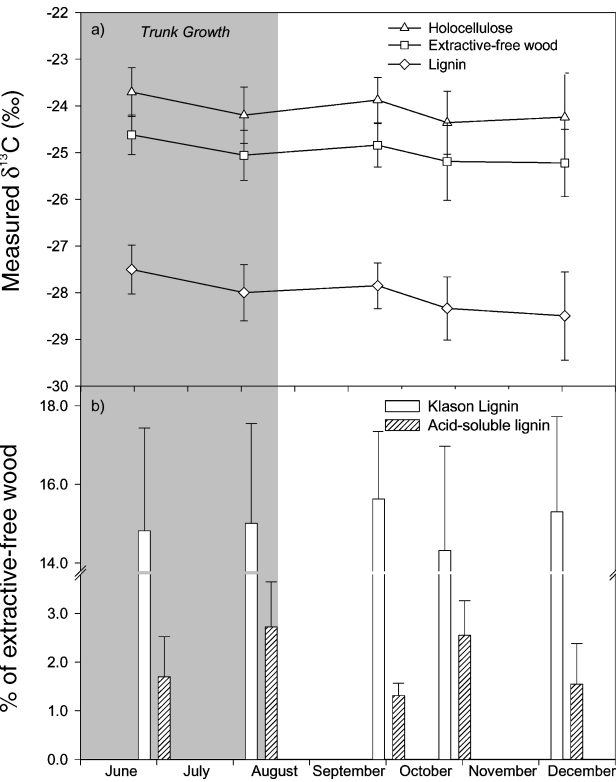 -22
a)
Trunk Growth
Holocellulose
Extractive-free wood
Lignin
-23
-24
-25
-26
-27
-28
-29
-30
Measured δ¹³C (‰)
b)
Klason Lignin
Acid-soluble lignin
18.0
16.0
14.0
3.0
2.0
1.0
0.0
% of extractive-free wood
June July August September October November December